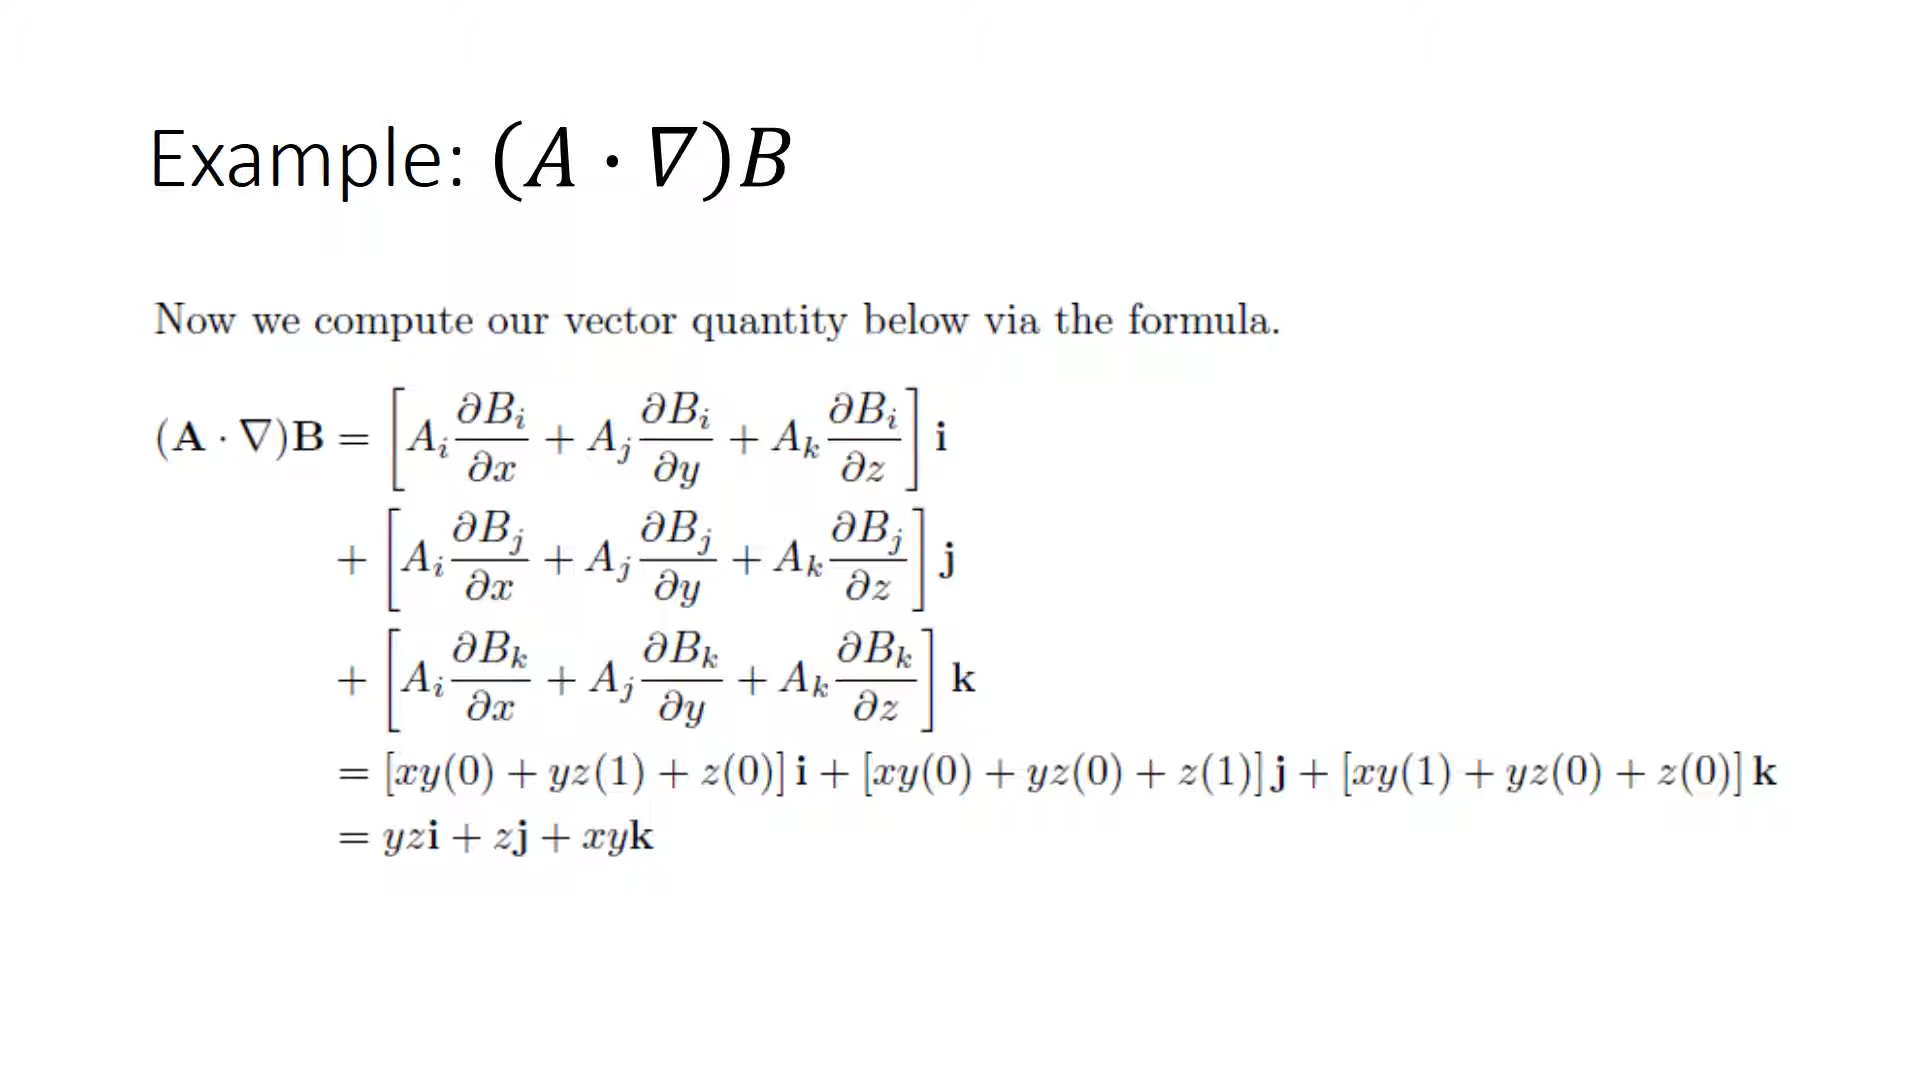 Example: (A · ∇)B
Now we compute our vector quantity below via the formula.
(A · ∇)B = [A_i ∂B_i/∂x + A_j ∂B_i/∂y + A_k ∂B_i/∂z] i
+ [A_i ∂B_j/∂x + A_j ∂B_j/∂y + A_k ∂B_j/∂z] j
+ [A_i ∂B_k/∂x + A_j ∂B_k/∂y + A_k ∂B_k/∂z] k
= [xy(0) + yz(1) + z(0)] i + [xy(0) + yz(0) + z(1)] j + [xy(1) + yz(0) + z(0)] k
= yzi + zj + xyk